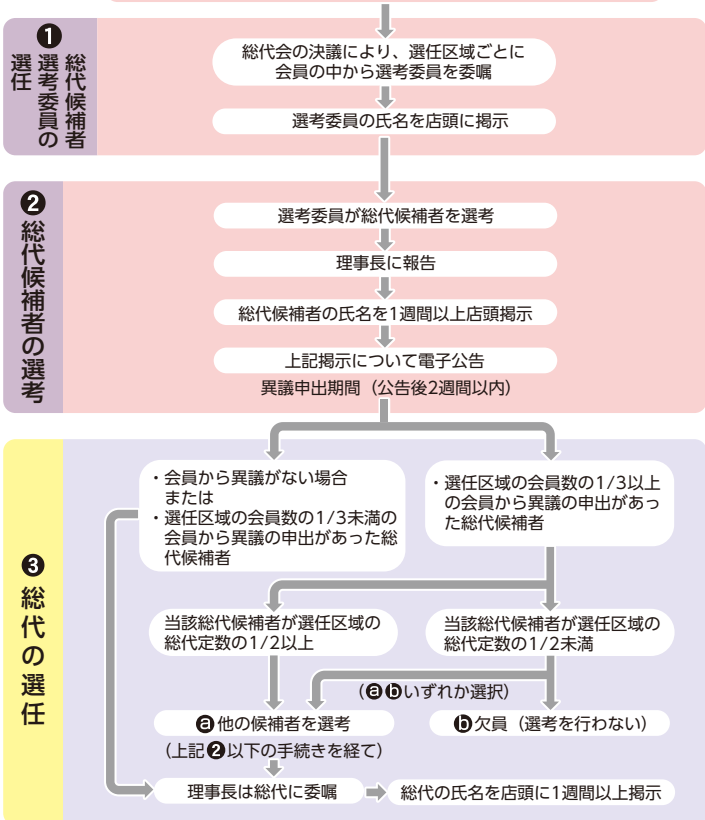 ❶
総代候補者
選考委員の
選任
総代会の決議により、選任区域ごとに
会員の中から選考委員を委嘱
選考委員の氏名を店頭に掲示
❷
総代候補者の選考
選考委員が総代候補者を選考
理事長に報告
総代候補者の氏名を1週間以上店頭掲示
上記掲示について電子公告
異議申出期間（公告後2週間以内）
❸
総代の選任
・会員から異議がない場合
または
・選任区域の会員数の1/3未満の
会員から異議の申出があった総
代候補者
・選任区域の会員数の1/3以上
の会員から異議の申出があっ
た総代候補者
当該総代候補者が選任区域の
総代定数の1/2以上
当該総代候補者が選任区域の
総代定数の1/2未満
（ⓐⓑいずれか選択）
ⓐ他の候補者を選考
（上記❷以下の手続きを経て）
ⓑ欠員（選考を行わない）
理事長は総代に委嘱
総代の氏名を店頭に1週間以上掲示